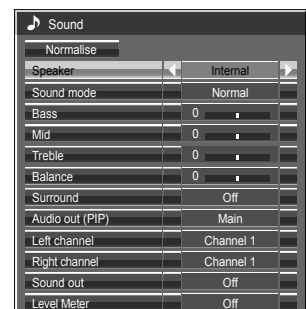 Sound
Normalise
Speaker Internal
Sound mode Normal
Bass 0
Mid 0
Treble 0
Balance 0
Surround Off
Audio out (PIP) Main
Left channel Channel 1
Right channel Channel 1
Sound out Off
Level Meter Off